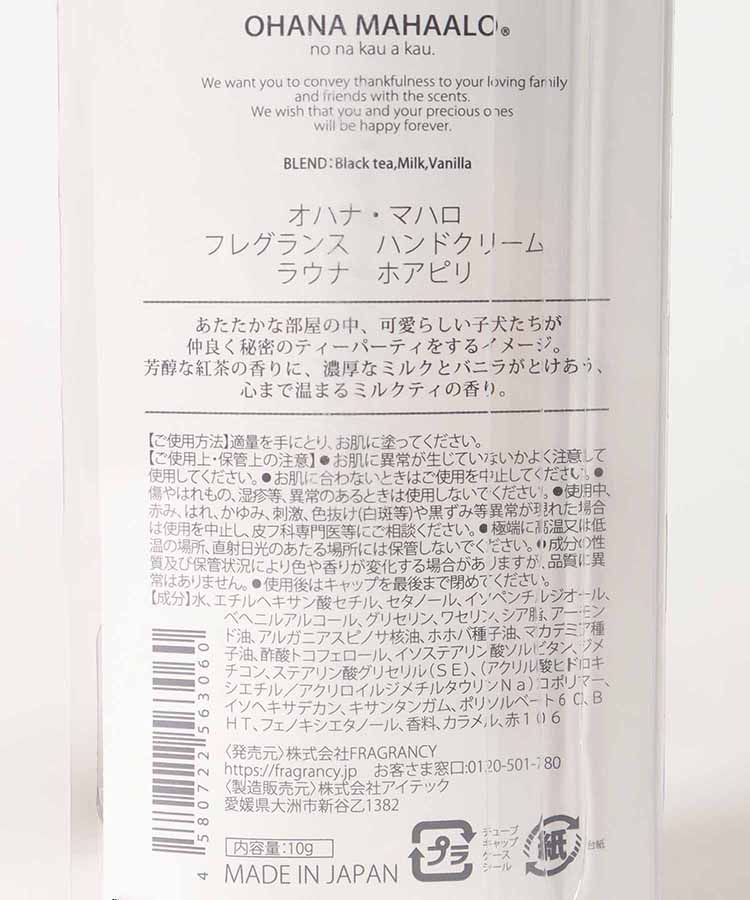 OHANA MAHAALO®
no na kau a kau.
We want you to convey thankfulness to your loving family
and friends with the scents.
We wish that you and your precious ones
will be happy forever.
BLEND:Black tea,Milk,Vanilla
オハナ・マハロ
フレグランス ハンドクリーム
ラウナ ホアピリ
あたたかな部屋の中、可愛らしい子犬たちが
仲良く秘密のティーパーティをするイメージ。
芳醇な紅茶の香りに、濃厚なミルクとバニラがとけあう、
心まで温まるミルクティの香り。
【ご使用方法】適量を手にとり、お肌に塗ってください。
【ご使用上・保管上の注意】●お肌に異常が生じていないかよく注意して
使用してください。●お肌に合わないときはご使用を中止してください。●
傷やはれもの、湿疹等、異常のあるときは使用しないでください。●使用中、
赤み、はれ、かゆみ、刺激、色抜け(白斑等)や黒ずみ等異常が現れた場合
は使用を中止し、皮フ科専門医等にご相談ください。●極端に高温又は低
温の場所、直射日光のあたる場所には保管しないでください。●成分の性
質及び保管状況により色や香りが変化する場合がありますが、品質に異
常はありません。●使用後はキャップを最後まで閉めてください。
【成分】水、エチルヘキサン酸セチル、セタノール、イソペンチルジオール、
ベヘニルアルコール、グリセリン、ワセリン、シア脂、アーモン
ド油、アルガニアスピノサ核油、ホホバ種子油、マカデミア種
子油、酢酸トコフェロール、イソステアリン酸ソルビタン、ジメ
チコン、ステアリン酸グリセリル(SE)、(アクリル酸ヒドロキ
シエチル/アクリロイルジメチルタウリンNa)コポリマー、
イソヘキサデカン、キサンタンガム、ポリソルベート60、B
HT、フェノキシエタノール、香料、カラメル、赤106
〈発売元〉株式会社FRAGRANCY
https://fragrancy.jp お客さま窓口:0120-501-780
〈製造販売元〉株式会社アイテック
愛媛県大洲市新谷乙1382
内容量:10g
MADE IN JAPAN
プラ
チューブ
キャップ
ケース
シール
紙
台紙
4 580722 563060